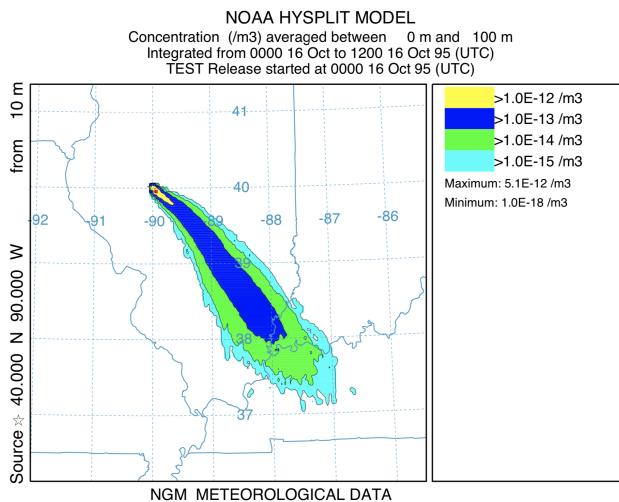 NOAA HYSPLIT MODEL
Concentration (/m3) averaged between 0 m and 100 m
Integrated from 0000 16 Oct to 1200 16 Oct 95 (UTC)
TEST Release started at 0000 16 Oct 95 (UTC)
Source ☆ 40.000 N 90.000 W from 10 m
41
40
-92
-91
-90
-89
-88
-87
-86
39
38
37
>1.0E-12 /m3
>1.0E-13 /m3
>1.0E-14 /m3
>1.0E-15 /m3
Maximum: 5.1E-12 /m3
Minimum: 1.0E-18 /m3
NGM METEOROLOGICAL DATA